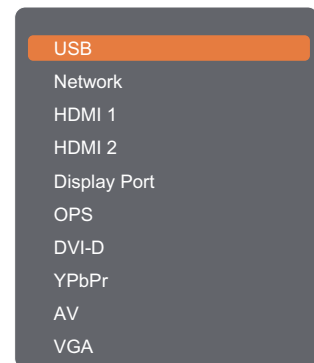 USB
Network
HDMI 1
HDMI 2
Display Port
OPS
DVI-D
YPbPr
AV
VGA